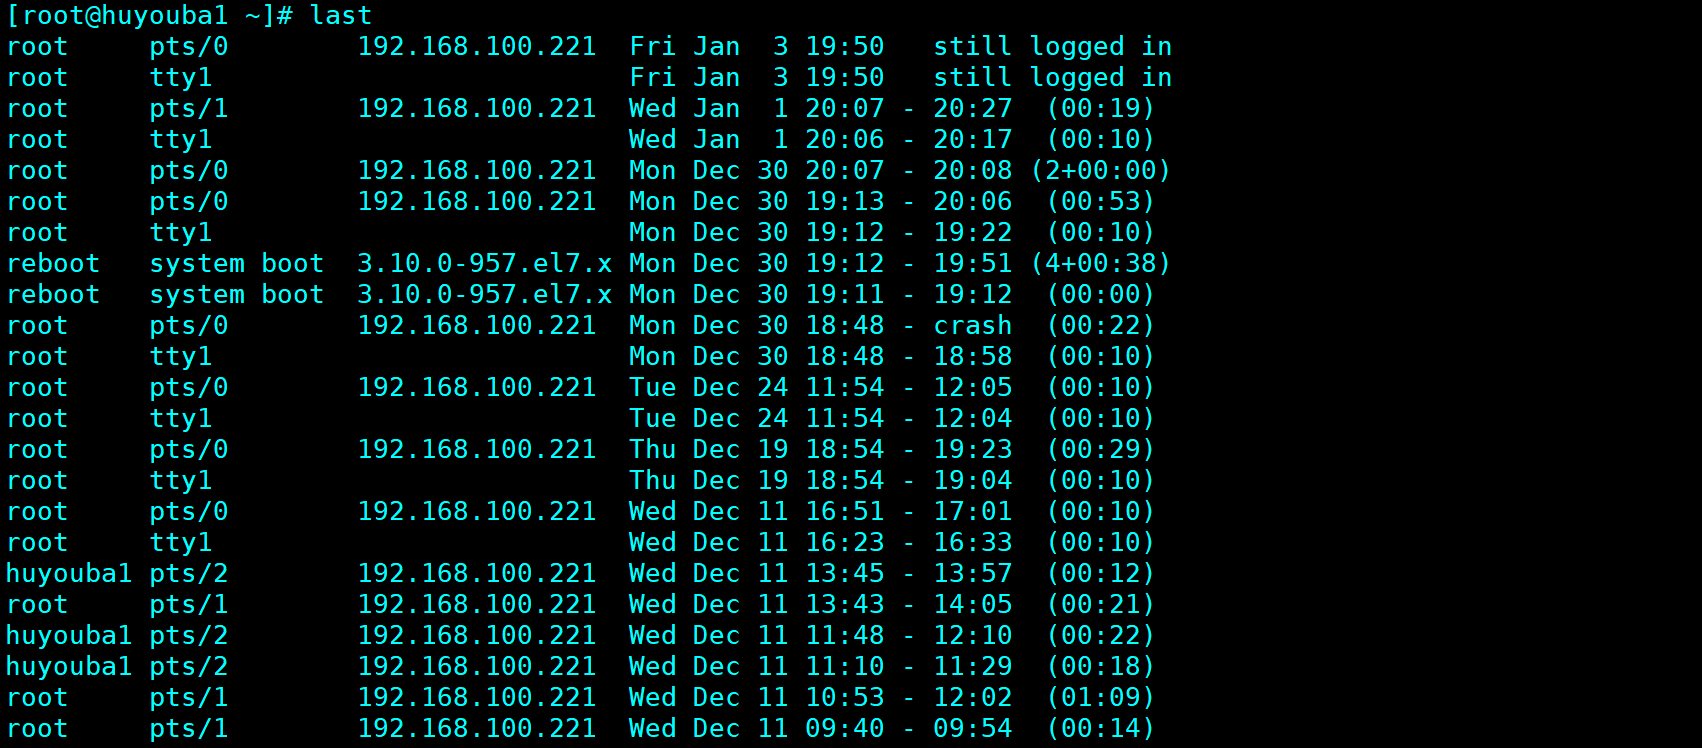 [root@huyouba1 ~]# last
root     pts/0        192.168.100.221  Fri Jan  3 19:50   still logged in
root     tty1                          Fri Jan  3 19:50   still logged in
root     pts/1        192.168.100.221  Wed Jan  1 20:07 - 20:27  (00:19)
root     tty1                          Wed Jan  1 20:06 - 20:17  (00:10)
root     pts/0        192.168.100.221  Mon Dec 30 20:07 - 20:08 (2+00:00)
root     pts/0        192.168.100.221  Mon Dec 30 19:13 - 20:06  (00:53)
root     tty1                          Mon Dec 30 19:12 - 19:22  (00:10)
reboot   system boot  3.10.0-957.el7.x Mon Dec 30 19:12 - 19:51 (4+00:38)
reboot   system boot  3.10.0-957.el7.x Mon Dec 30 19:11 - 19:12  (00:00)
root     pts/0        192.168.100.221  Mon Dec 30 18:48 - crash  (00:22)
root     tty1                          Mon Dec 30 18:48 - 18:58  (00:10)
root     pts/0        192.168.100.221  Tue Dec 24 11:54 - 12:05  (00:10)
root     tty1                          Tue Dec 24 11:54 - 12:04  (00:10)
root     pts/0        192.168.100.221  Thu Dec 19 18:54 - 19:23  (00:29)
root     tty1                          Thu Dec 19 18:54 - 19:04  (00:10)
root     pts/0        192.168.100.221  Wed Dec 11 16:51 - 17:01  (00:10)
root     tty1                          Wed Dec 11 16:23 - 16:33  (00:10)
huyouba1 pts/2        192.168.100.221  Wed Dec 11 13:45 - 13:57  (00:12)
root     pts/1        192.168.100.221  Wed Dec 11 13:43 - 14:05  (00:21)
huyouba1 pts/2        192.168.100.221  Wed Dec 11 11:48 - 12:10  (00:22)
huyouba1 pts/2        192.168.100.221  Wed Dec 11 11:10 - 11:29  (00:18)
root     pts/1        192.168.100.221  Wed Dec 11 10:53 - 12:02  (01:09)
root     pts/1        192.168.100.221  Wed Dec 11 09:40 - 09:54  (00:14)